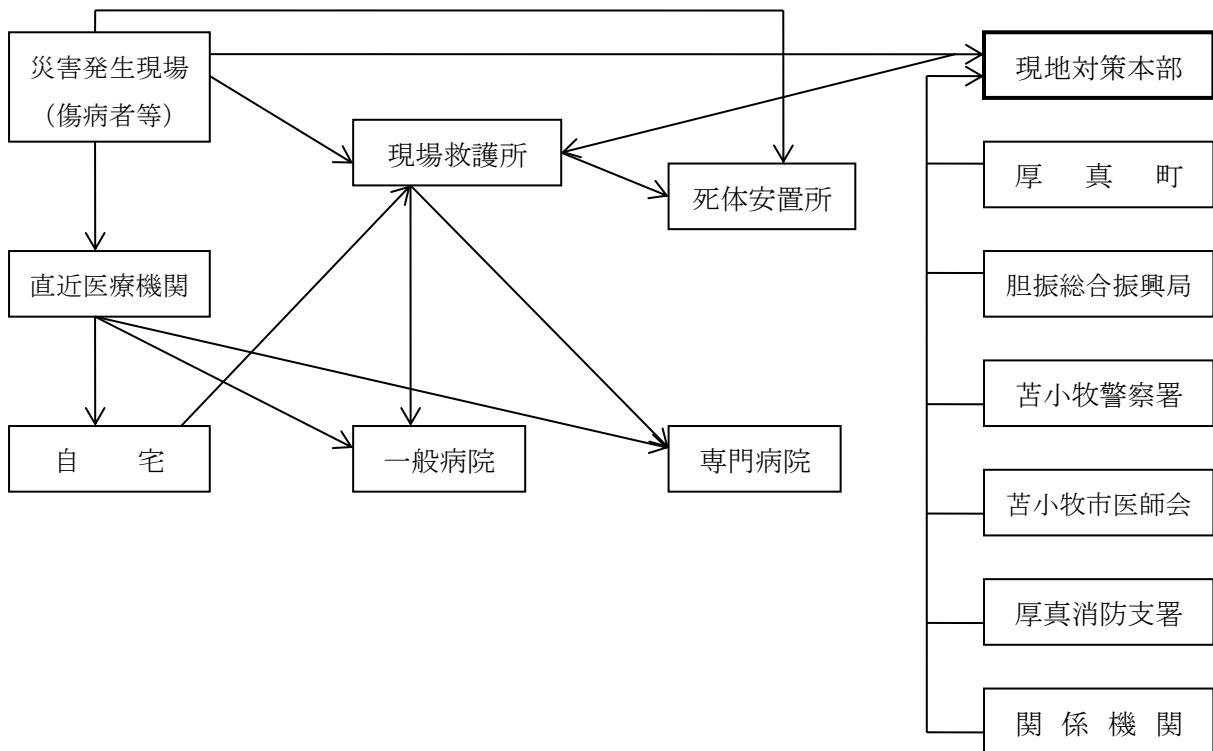 災害発生現場
（傷病者等）
現地対策本部
現場救護所
死体安置所
厚真町
直近医療機関
胆振総合振興局
苫小牧警察署
自宅
一般病院
専門病院
苫小牧市医師会
厚真消防支署
関係機関